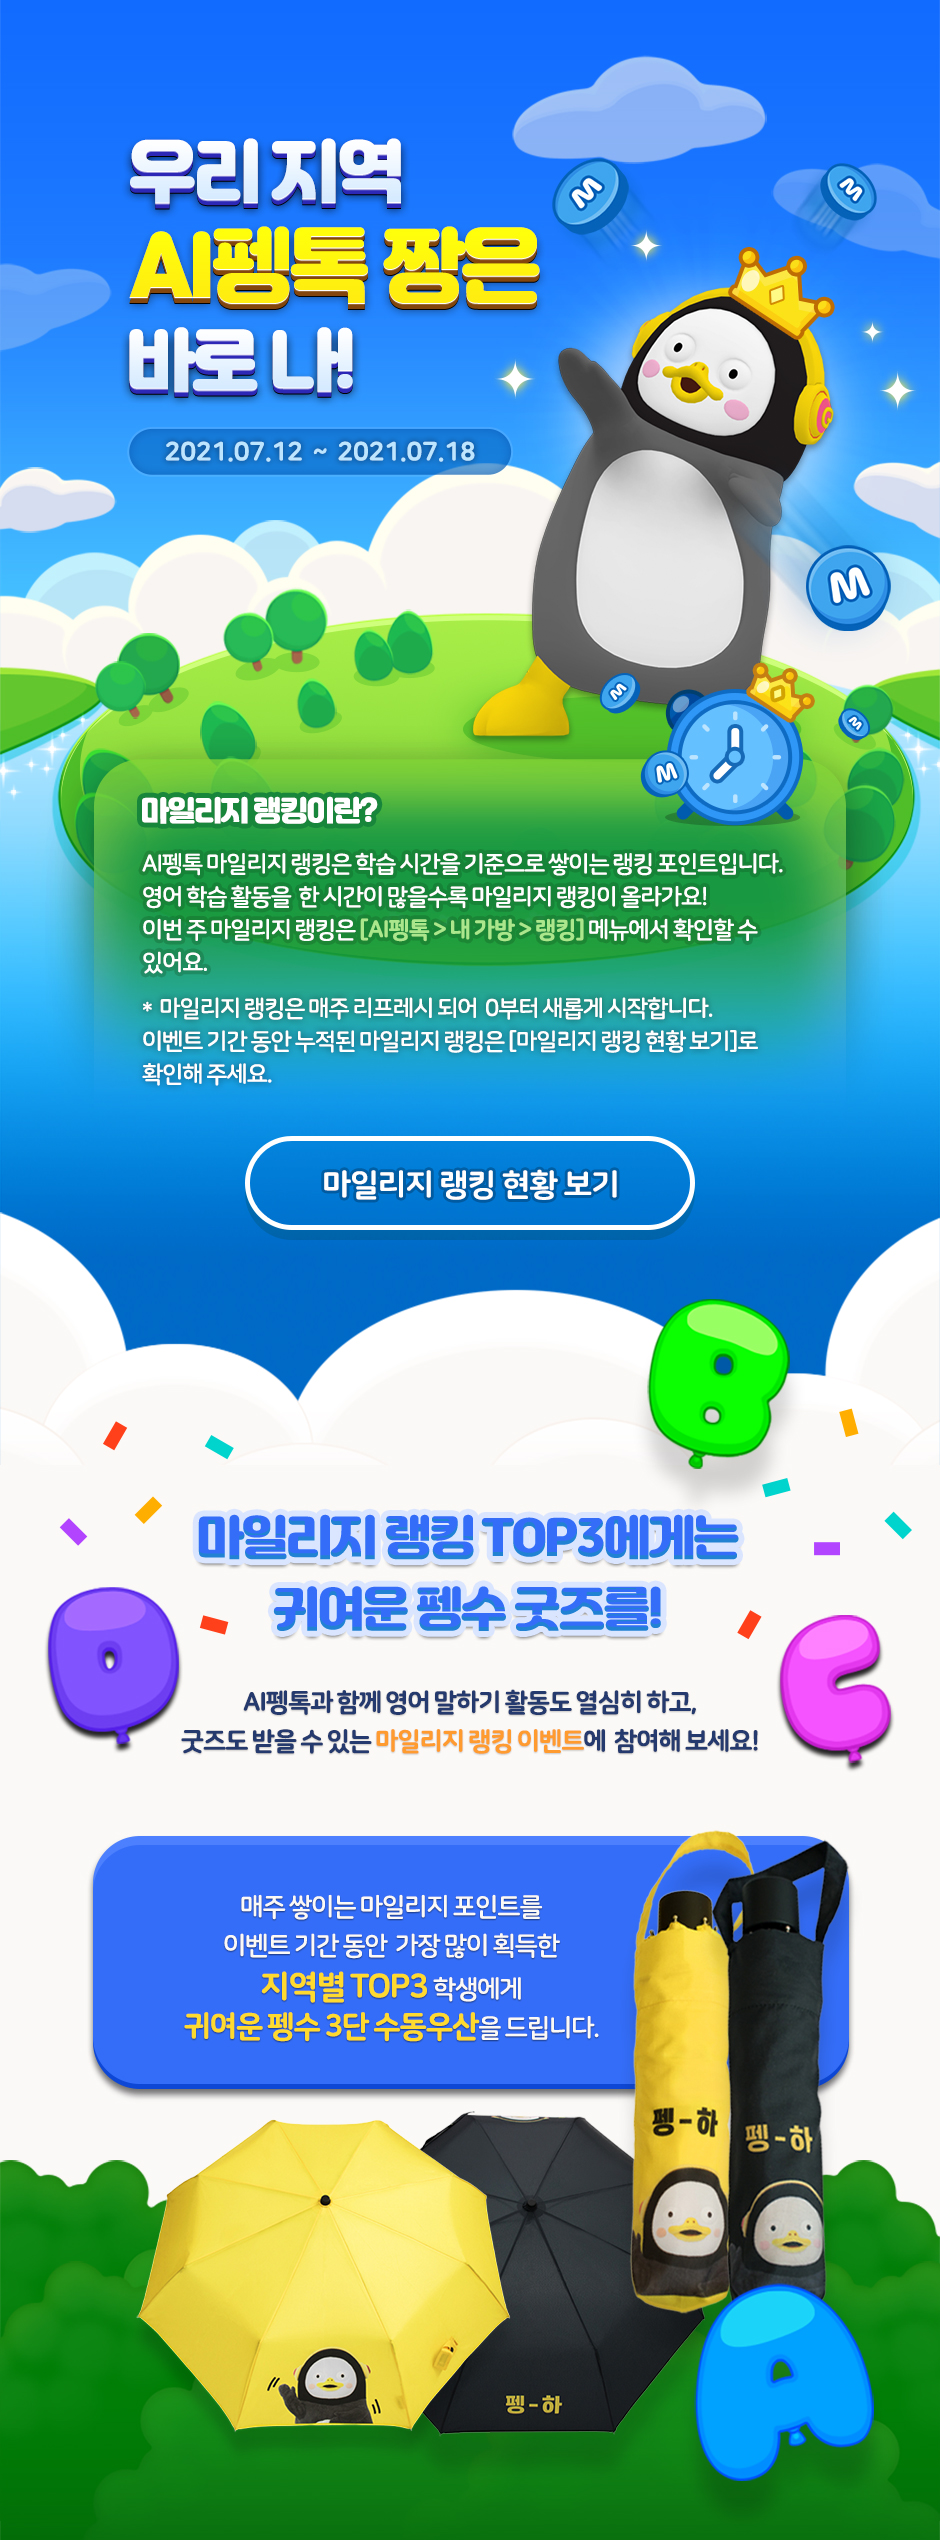 우리 지역
AI펭톡 짱은
바로 나!
2021.07.12 ~ 2021.07.18
M
M
M
M
M
M
마일리지 랭킹이란?
AI펭톡 마일리지 랭킹은 학습 시간을 기준으로 쌓이는 랭킹 포인트입니다.
영어 학습 활동을 한 시간이 많을수록 마일리지 랭킹이 올라가요!
이번 주 마일리지 랭킹은 [AI펭톡 > 내 가방 > 랭킹] 메뉴에서 확인할 수
있어요.
* 마일리지 랭킹은 매주 리프레시 되어 0부터 새롭게 시작합니다.
이벤트 기간 동안 누적된 마일리지 랭킹은 [마일리지 랭킹 현황 보기]로
확인해 주세요.
마일리지 랭킹 현황 보기
B
마일리지 랭킹 TOP3에게는
귀여운 펭수 굿즈를!
D
C
AI펭톡과 함께 영어 말하기 활동도 열심히 하고,
굿즈도 받을 수 있는 마일리지 랭킹 이벤트에 참여해 보세요!
매주 쌓이는 마일리지 포인트를
이벤트 기간 동안 가장 많이 획득한
지역별 TOP3 학생에게
귀여운 펭수 3단 수동우산을 드립니다.
펭-하
펭-하
펭-하
A